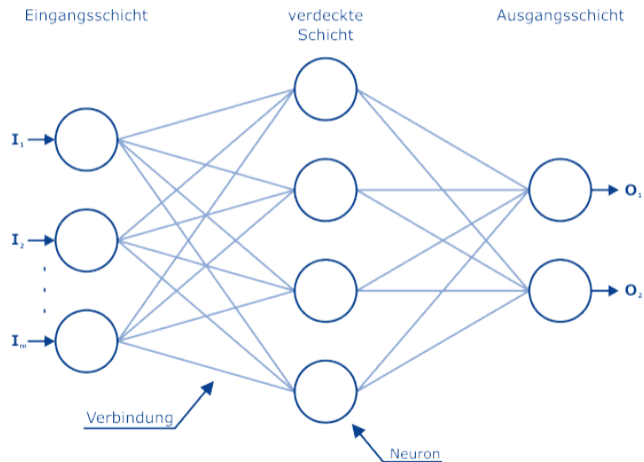 Eingangsschicht
verdeckte
Schicht
Ausgangsschicht
I₁
O₁
I₂
O₂
Iₘ
Verbindung
Neuron